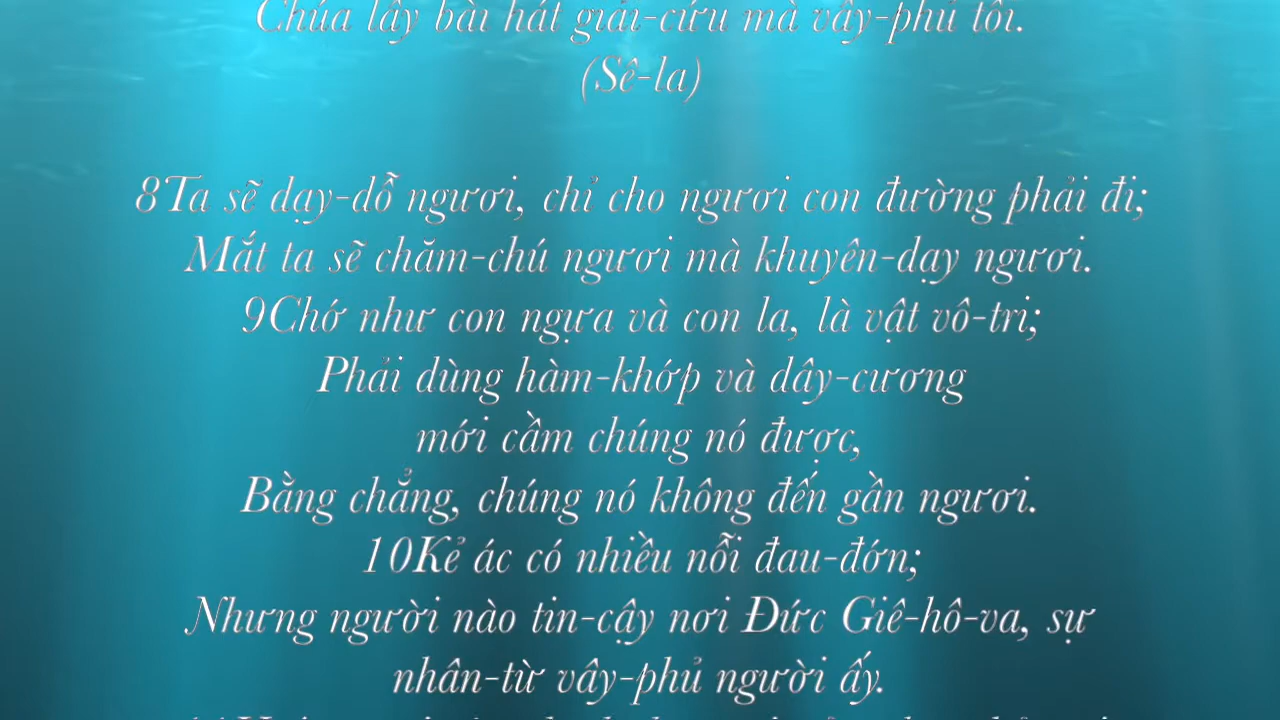 Chúa lấy bài hát giải-cứu mà vây-phủ tôi.
(Sê-la)
8Ta sẽ dạy-dỗ ngươi, chỉ cho ngươi con đường phải đi;
Mắt ta sẽ chăm-chú ngươi mà khuyên-dạy ngươi.
9Chớ như con ngựa và con la, là vật vô-tri;
Phải dùng hàm-khớp và dây-cương
mới cầm chúng nó được,
Bằng chẳng, chúng nó không đến gần ngươi.
10Kẻ ác có nhiều nỗi đau-đớn;
Nhưng người nào tin-cậy nơi Đức Giê-hô-va, sự
nhân-từ vây-phủ người ấy.